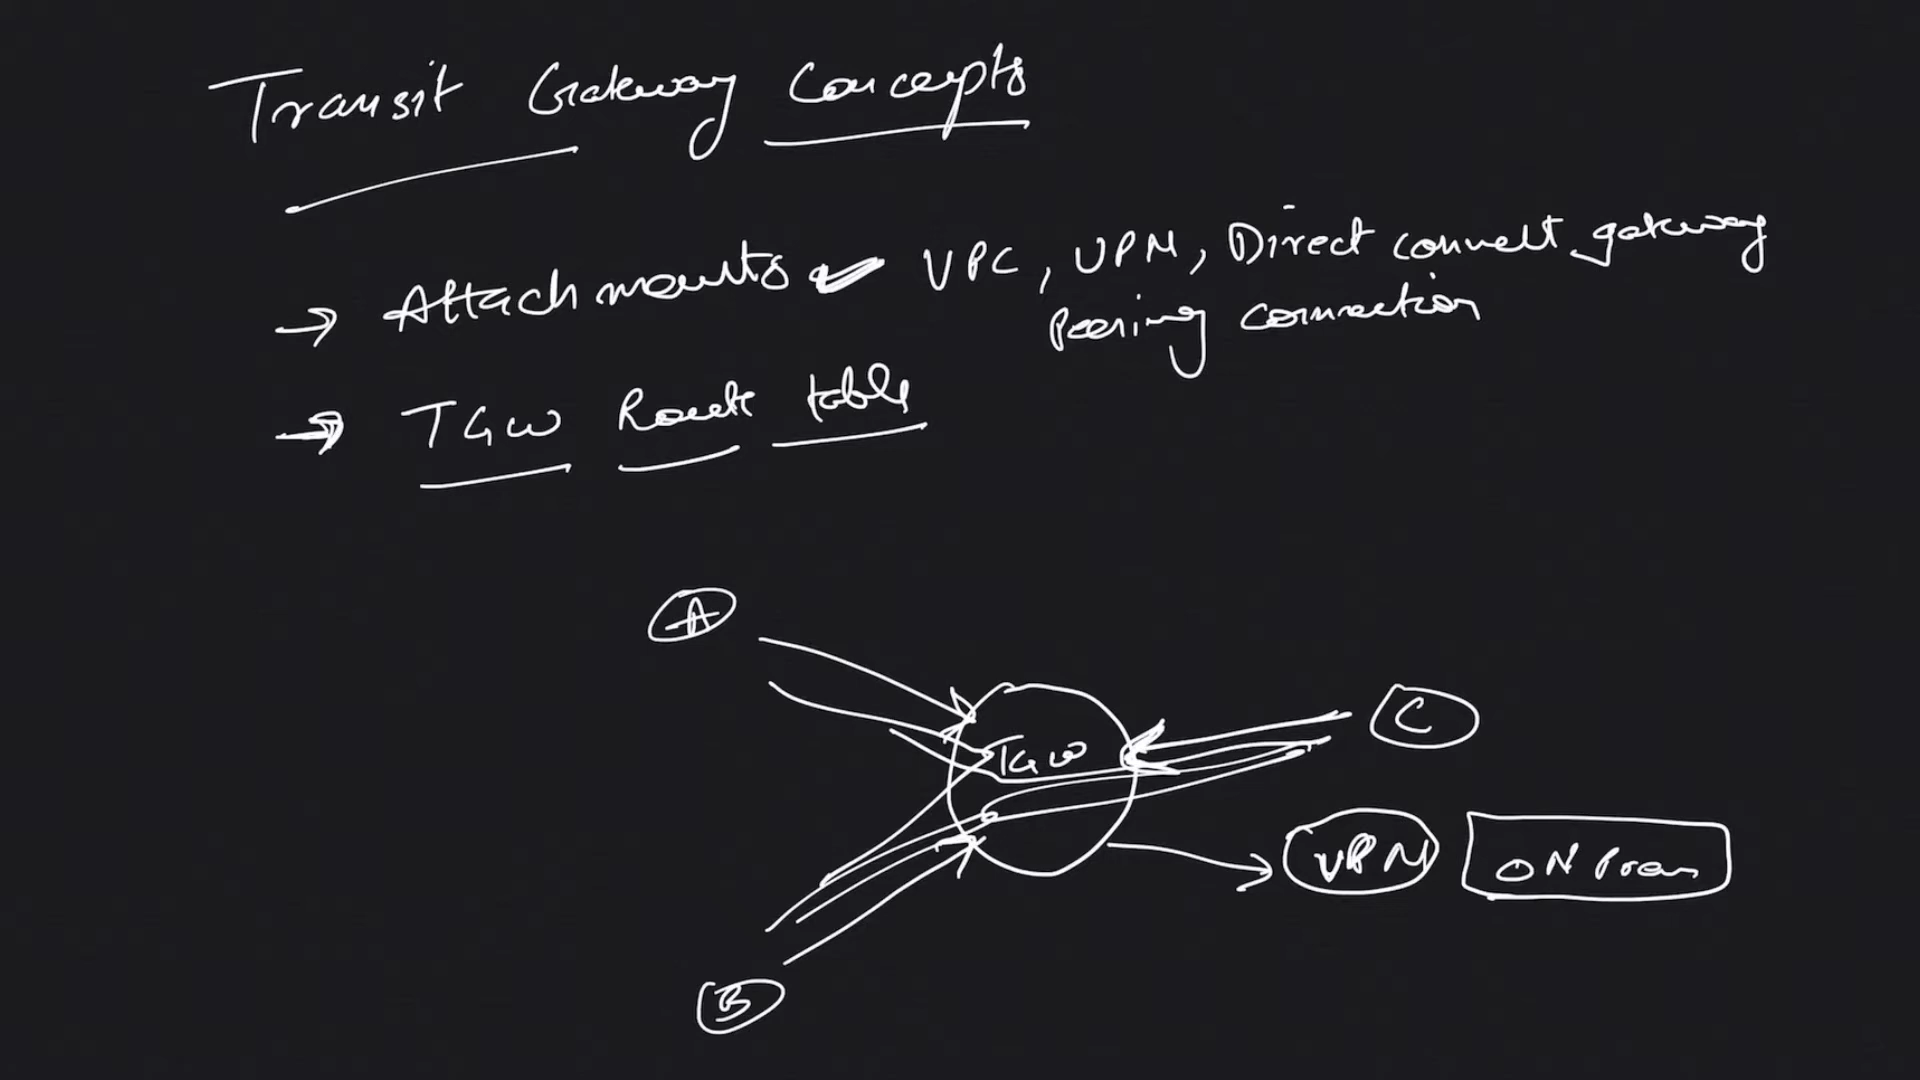 Transit Gateway Concepts
→ Attachments ✓ VPC, VPN, Direct connect gateway
Peering connection
→ TGW Route table
A
TGW
C
VPN
ON Prem
B